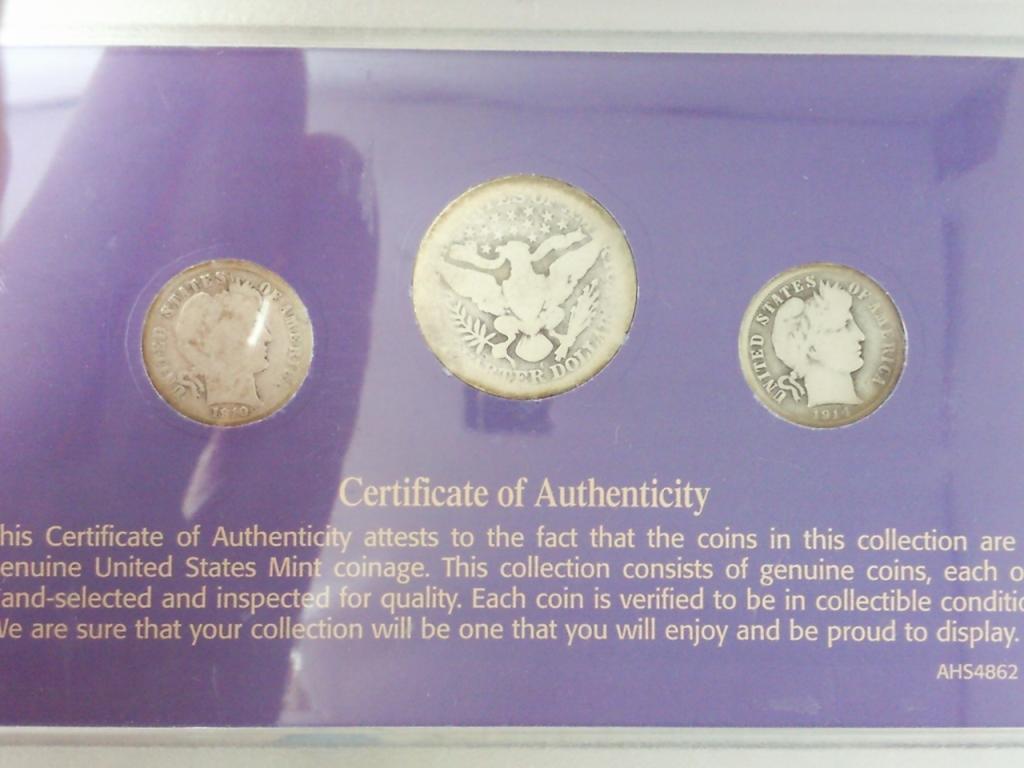 UNITED STATES OF AMERICA
1910
QUARTER DOLLAR
UNITED STATES OF AMERICA
1914
Certificate of Authenticity
his Certificate of Authenticity attests to the fact that the coins in this collection are
enuine United States Mint coinage. This collection consists of genuine coins, each o
and-selected and inspected for quality. Each coin is verified to be in collectible conditio
We are sure that your collection will be one that you will enjoy and be proud to display.
AHS4862